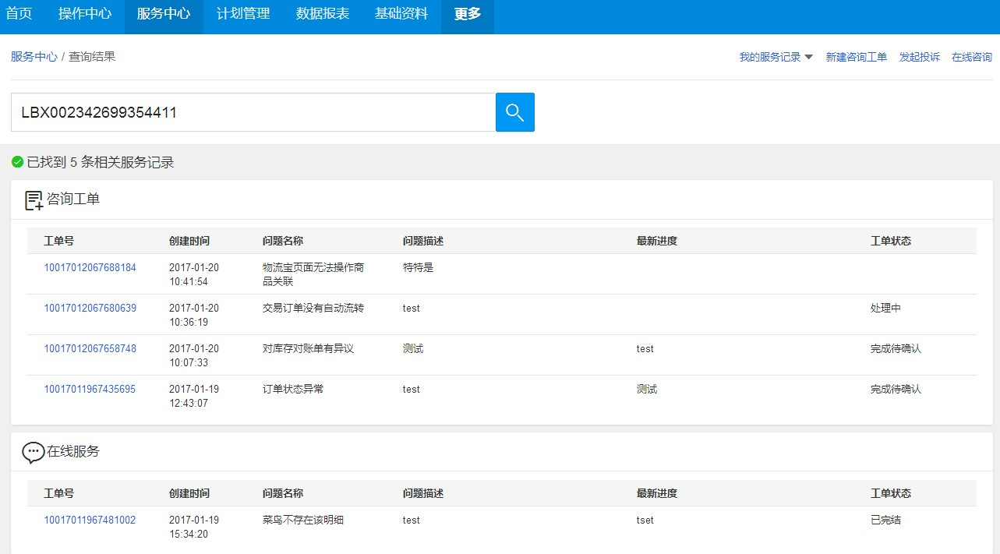 首页 操作中心 服务中心 计划管理 数据报表 基础资料 更多
服务中心 / 查询结果 我的服务记录 新建咨询工单 发起投诉 在线咨询
LBX002342699354411
已找到 5 条相关服务记录
咨询工单
工单号 创建时间 问题名称 问题描述 最新进度 工单状态
10017012067688184 2017-01-20 物流宝页面无法操作商 特特是
10:41:54 品关联
10017012067680639 2017-01-20 交易订单没有自动流转 test 处理中
10:36:19
10017012067658748 2017-01-20 对库存对账单有异议 测试 test 完成待确认
10:07:33
10017011967435695 2017-01-19 订单状态异常 test 测试 完成待确认
12:43:07
在线服务
工单号 创建时间 问题名称 问题描述 最新进度 工单状态
10017011967481002 2017-01-19 菜鸟不存在该明细 test tset 已完结
15:34:20